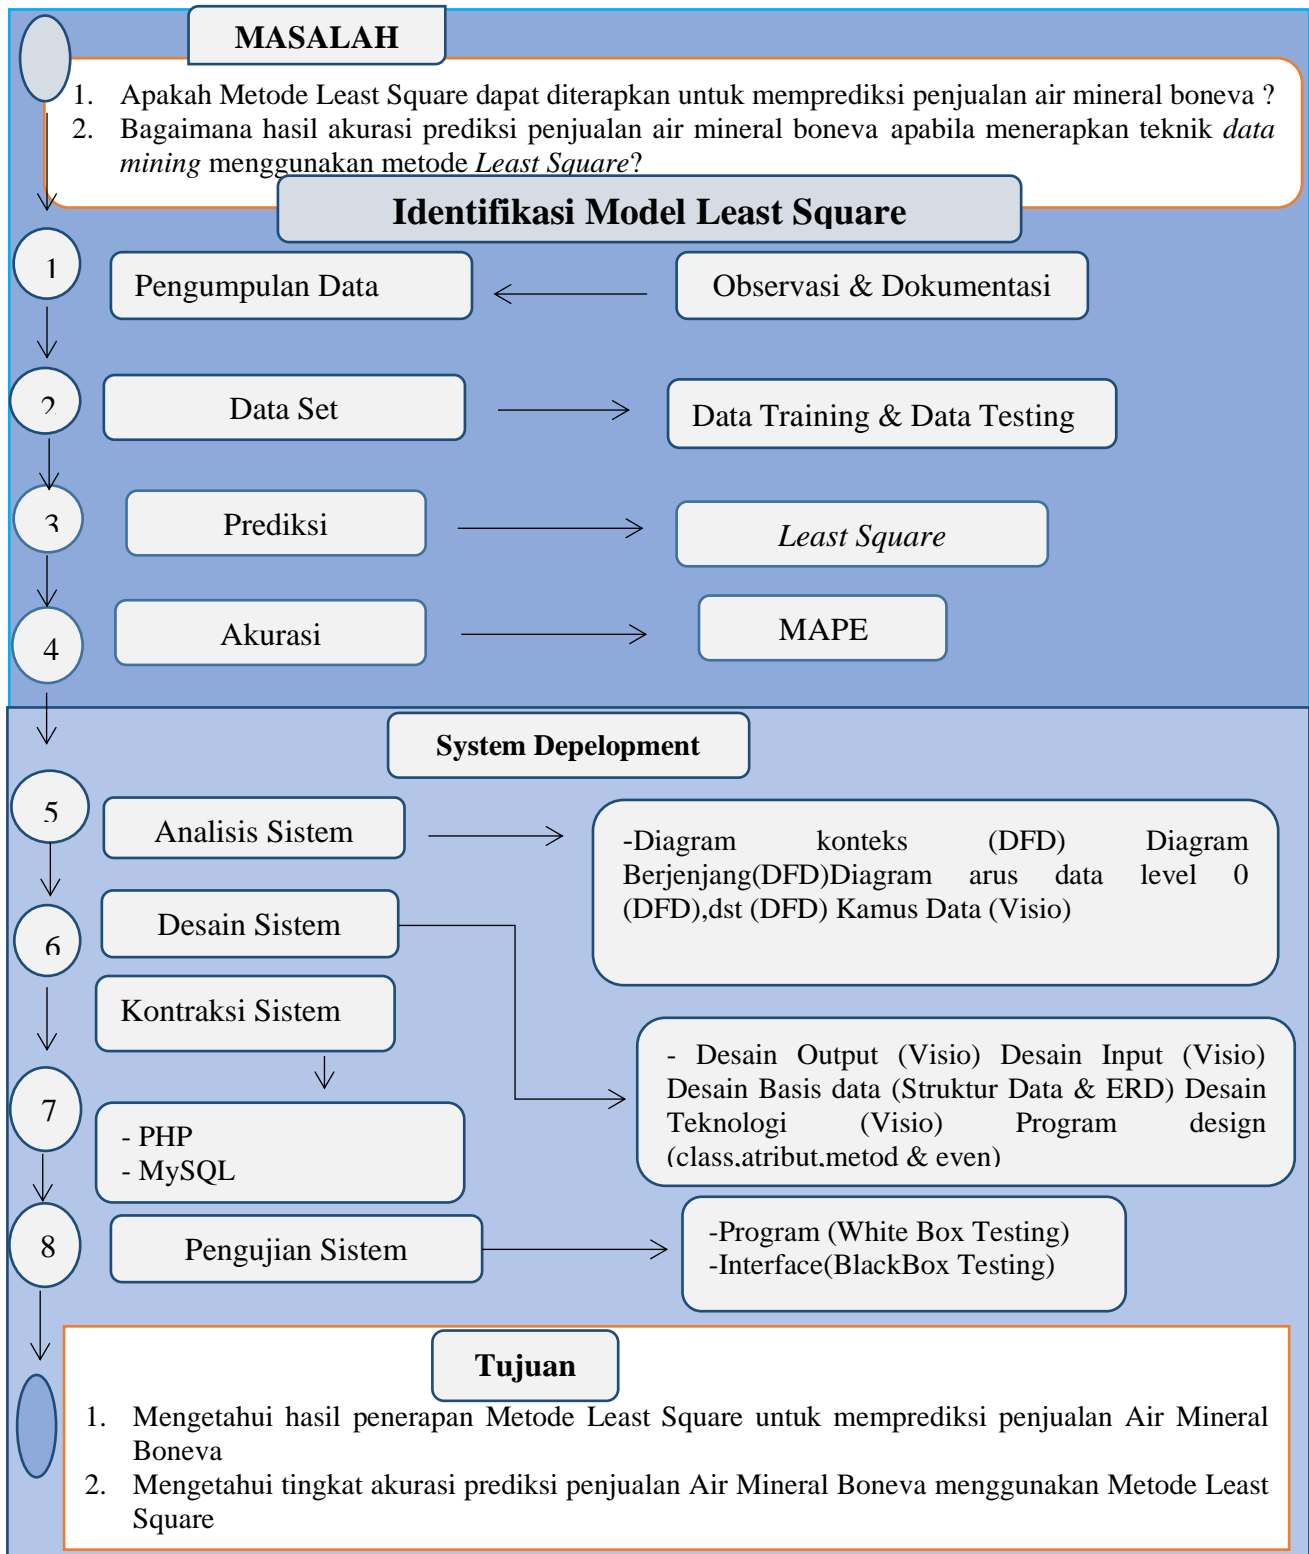 MASALAH
1. Apakah Metode Least Square dapat diterapkan untuk memprediksi penjualan air mineral boneva ?
2. Bagaimana hasil akurasi prediksi penjualan air mineral boneva apabila menerapkan teknik data
mining menggunakan metode Least Square?
Identifikasi Model Least Square
1
Pengumpulan Data
Observasi & Dokumentasi
2
Data Set
Data Training & Data Testing
3
Prediksi
Least Square
4
Akurasi
MAPE
System Depelopment
5
Analisis Sistem
-Diagram konteks (DFD) Diagram
Berjenjang(DFD)Diagram arus data level 0
(DFD),dst (DFD) Kamus Data (Visio)
6
Desain Sistem
Kontraksi Sistem
- Desain Output (Visio) Desain Input (Visio)
Desain Basis data (Struktur Data & ERD) Desain
Teknologi (Visio) Program design
(class,atribut,metod & even)
7
- PHP
- MySQL
8
Pengujian Sistem
-Program (White Box Testing)
-Interface(BlackBox Testing)
Tujuan
1. Mengetahui hasil penerapan Metode Least Square untuk memprediksi penjualan Air Mineral
Boneva
2. Mengetahui tingkat akurasi prediksi penjualan Air Mineral Boneva menggunakan Metode Least
Square